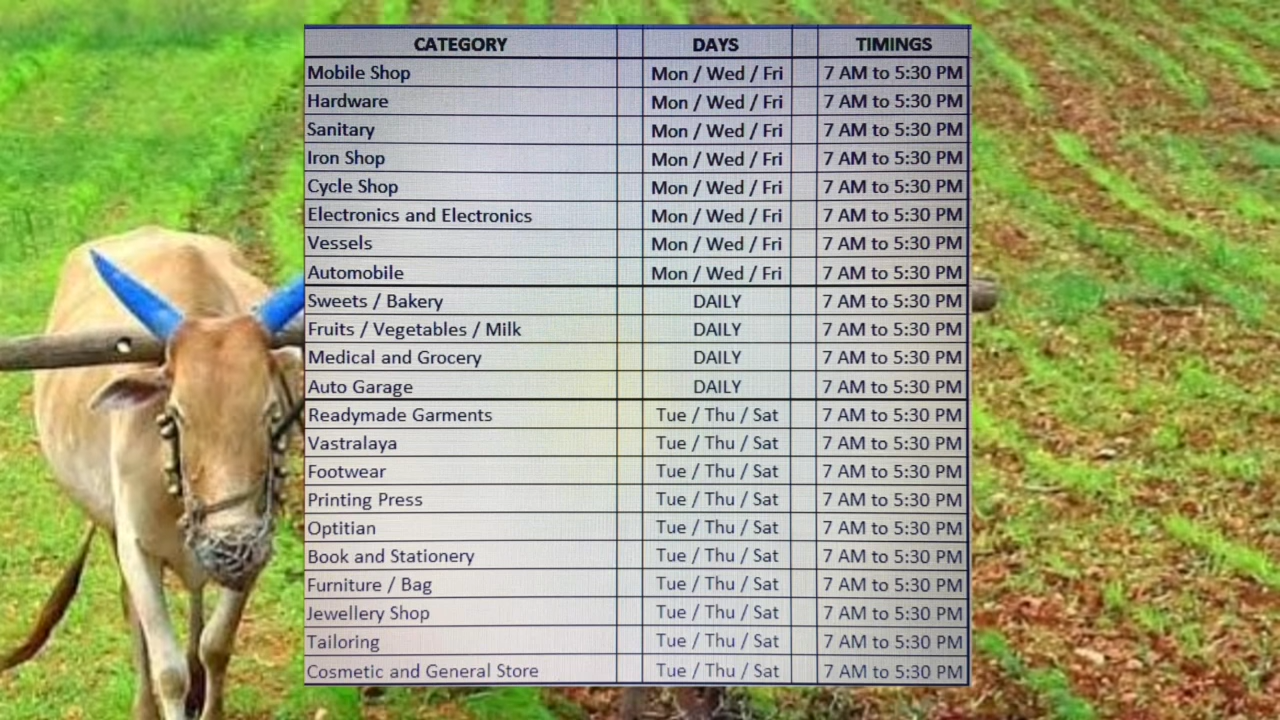 CATEGORY DAYS TIMINGS
Mobile Shop Mon / Wed / Fri 7 AM to 5:30 PM
Hardware Mon / Wed / Fri 7 AM to 5:30 PM
Sanitary Mon / Wed / Fri 7 AM to 5:30 PM
Iron Shop Mon / Wed / Fri 7 AM to 5:30 PM
Cycle Shop Mon / Wed / Fri 7 AM to 5:30 PM
Electronics and Electronics Mon / Wed / Fri 7 AM to 5:30 PM
Vessels Mon / Wed / Fri 7 AM to 5:30 PM
Automobile Mon / Wed / Fri 7 AM to 5:30 PM
Sweets / Bakery DAILY 7 AM to 5:30 PM
Fruits / Vegetables / Milk DAILY 7 AM to 5:30 PM
Medical and Grocery DAILY 7 AM to 5:30 PM
Auto Garage DAILY 7 AM to 5:30 PM
Readymade Garments Tue / Thu / Sat 7 AM to 5:30 PM
Vastralaya Tue / Thu / Sat 7 AM to 5:30 PM
Footwear Tue / Thu / Sat 7 AM to 5:30 PM
Printing Press Tue / Thu / Sat 7 AM to 5:30 PM
Optitian Tue / Thu / Sat 7 AM to 5:30 PM
Book and Stationery Tue / Thu / Sat 7 AM to 5:30 PM
Furniture / Bag Tue / Thu / Sat 7 AM to 5:30 PM
Jewellery Shop Tue / Thu / Sat 7 AM to 5:30 PM
Tailoring Tue / Thu / Sat 7 AM to 5:30 PM
Cosmetic and General Store Tue / Thu / Sat 7 AM to 5:30 PM